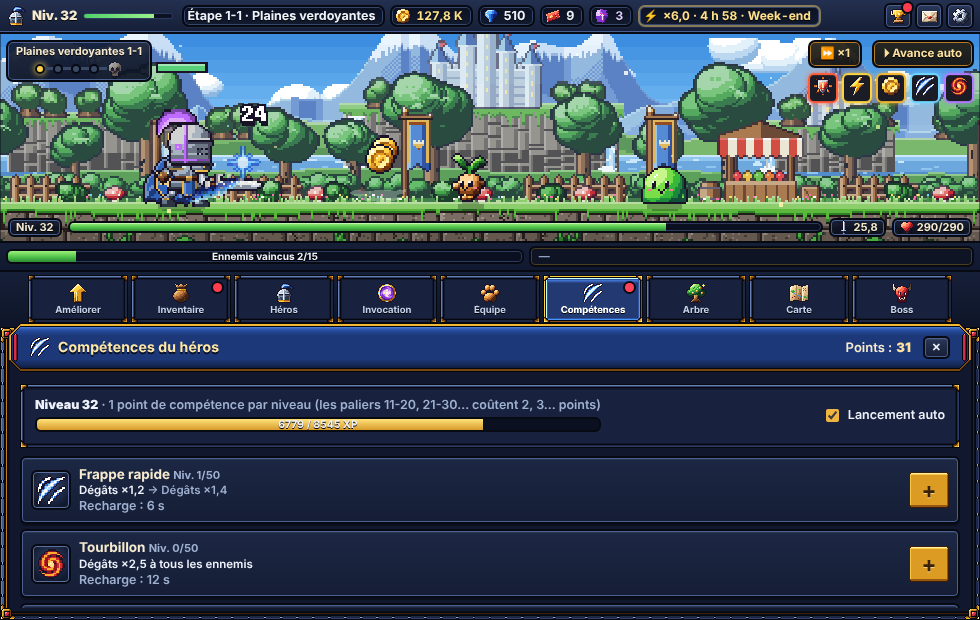 Niv. 32
Étape 1-1 · Plaines verdoyantes
127,8 K
510
9
3
×6,0 · 4 h 58 · Week-end
Plaines verdoyantes 1-1
×1
Avance auto
24
Niv. 32
25,8
290/290
Ennemis vaincus 2/15
—
Améliorer
Inventaire
Héros
Invocation
Equipe
Compétences
Arbre
Carte
Boss
Compétences du héros
Points : 31
×
Niveau 32 · 1 point de compétence par niveau (les paliers 11-20, 21-30... coûtent 2, 3... points)
6779 / 8545 XP
Lancement auto
Frappe rapide Niv. 1/50
Dégâts ×1,2 → Dégâts ×1,4
Recharge : 6 s
+
Tourbillon Niv. 0/50
Dégâts ×2,5 à tous les ennemis
Recharge : 12 s
+